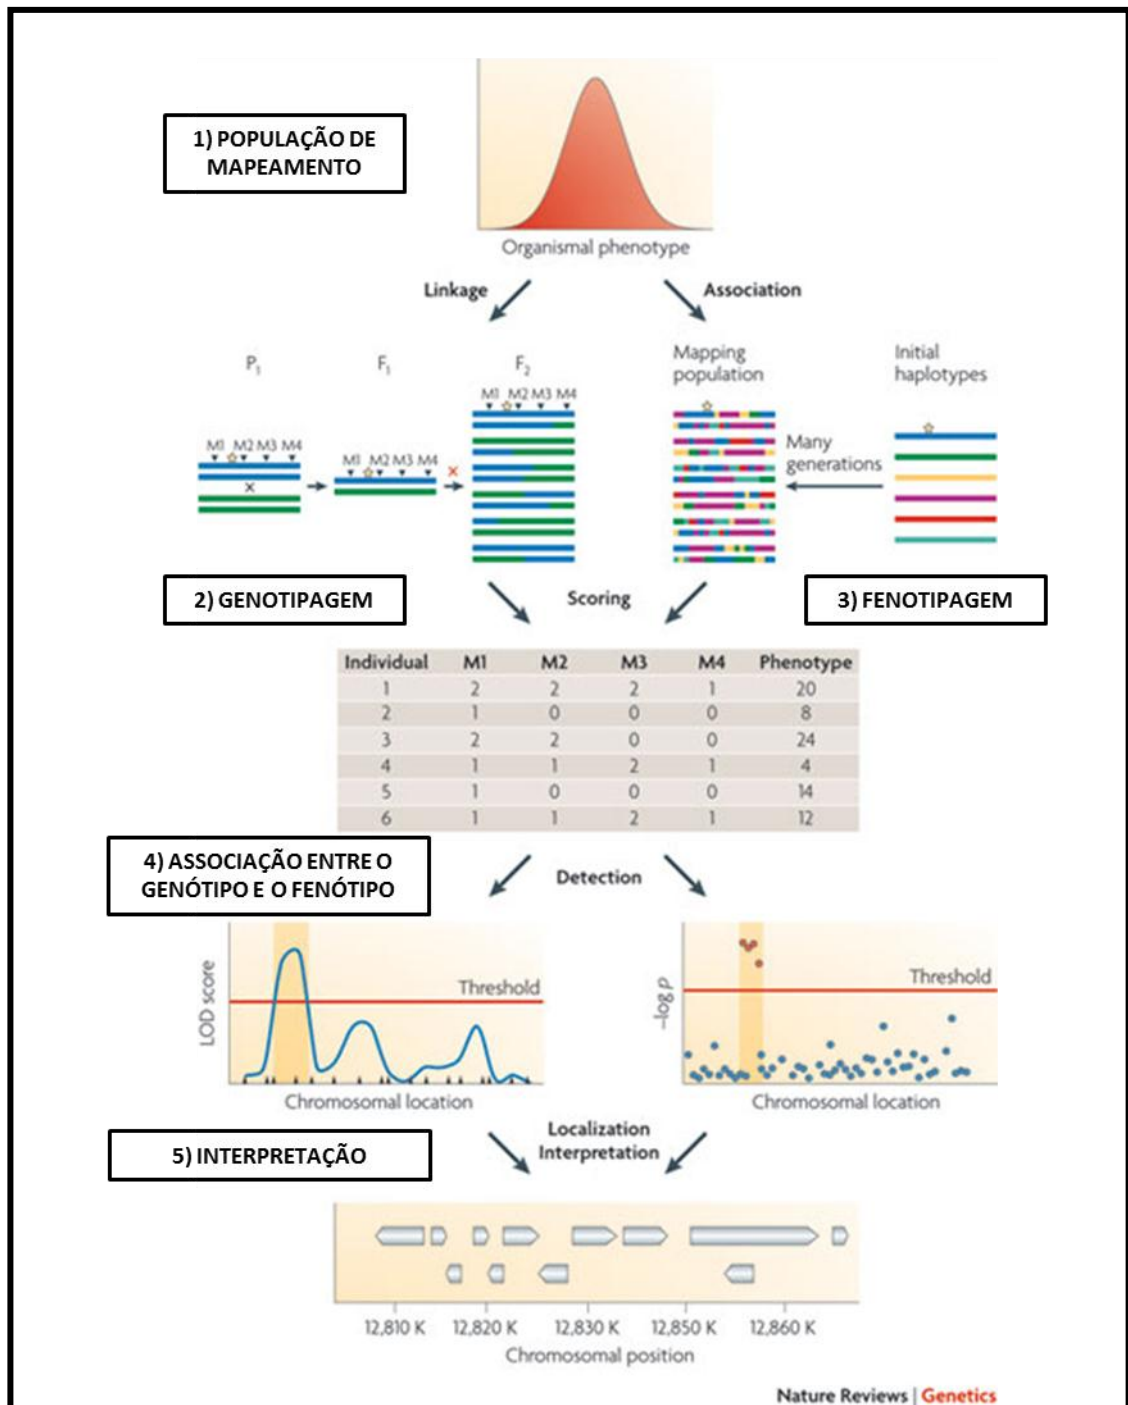 1) POPULAÇÃO DE
MAPEAMENTO
Organismal phenotype
Linkage
Association
P1
F1
F2
M1 M2 M3 M4
M1 M2 M3 M4
M1 M2 M3 M4
×
×
Mapping
population
Initial
haplotypes
Many
generations
2) GENOTIPAGEM
Scoring
3) FENOTIPAGEM
Individual M1 M2 M3 M4 Phenotype
1 2 2 2 1 20
2 1 0 0 0 8
3 2 2 0 0 24
4 1 1 2 1 4
5 1 0 0 0 14
6 1 1 2 1 12
4) ASSOCIAÇÃO ENTRE O
GENÓTIPO E O FENÓTIPO
Detection
LOD score
Threshold
Chromosomal location
–log p
Threshold
Chromosomal location
5) INTERPRETAÇÃO
Localization
Interpretation
12,810 K 12,820 K 12,830 K 12,850 K 12,860 K
Chromosomal position
Nature Reviews | Genetics